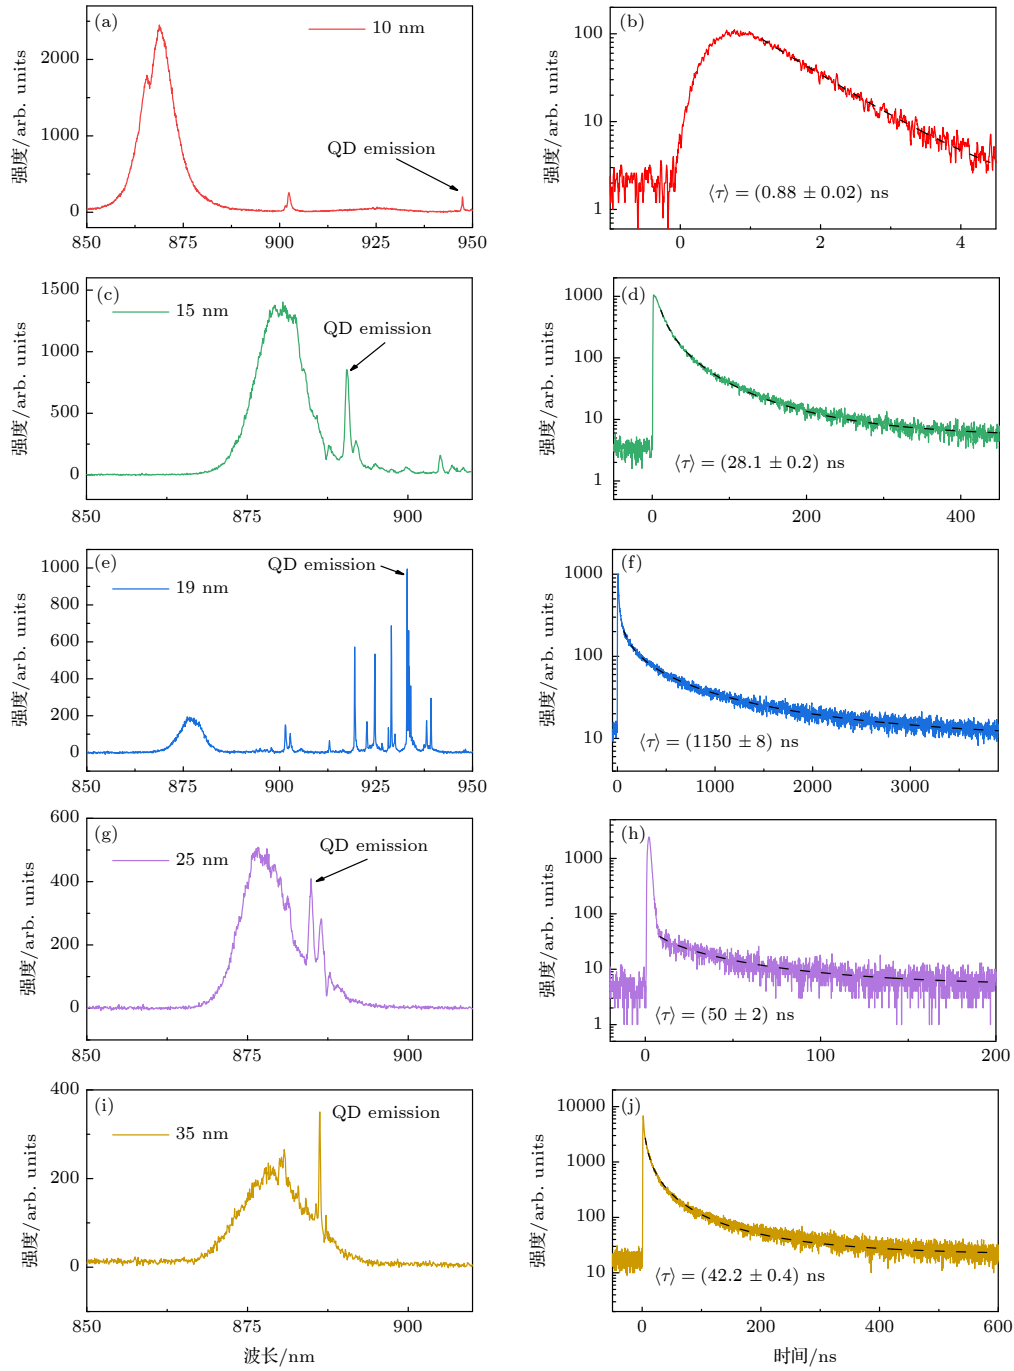 (a)
10 nm
QD emission
强度/arb. units
2000
1000
0
850
875
900
925
950
(b)
⟨τ⟩ = (0.88 ± 0.02) ns
强度/arb. units
100
10
1
0
2
4
(c)
15 nm
QD emission
强度/arb. units
1500
1000
500
0
850
875
900
(d)
⟨τ⟩ = (28.1 ± 0.2) ns
强度/arb. units
1000
100
10
1
0
200
400
(e)
19 nm
QD emission
强度/arb. units
1000
800
600
400
200
0
850
875
900
925
950
(f)
⟨τ⟩ = (1150 ± 8) ns
强度/arb. units
1000
100
10
0
1000
2000
3000
(g)
25 nm
QD emission
强度/arb. units
600
400
200
0
850
875
900
(h)
⟨τ⟩ = (50 ± 2) ns
强度/arb. units
1000
100
10
1
0
100
200
(i)
35 nm
QD emission
强度/arb. units
400
200
0
850
875
900
波长/nm
(j)
⟨τ⟩ = (42.2 ± 0.4) ns
强度/arb. units
10000
1000
100
10
0
200
400
600
时间/ns